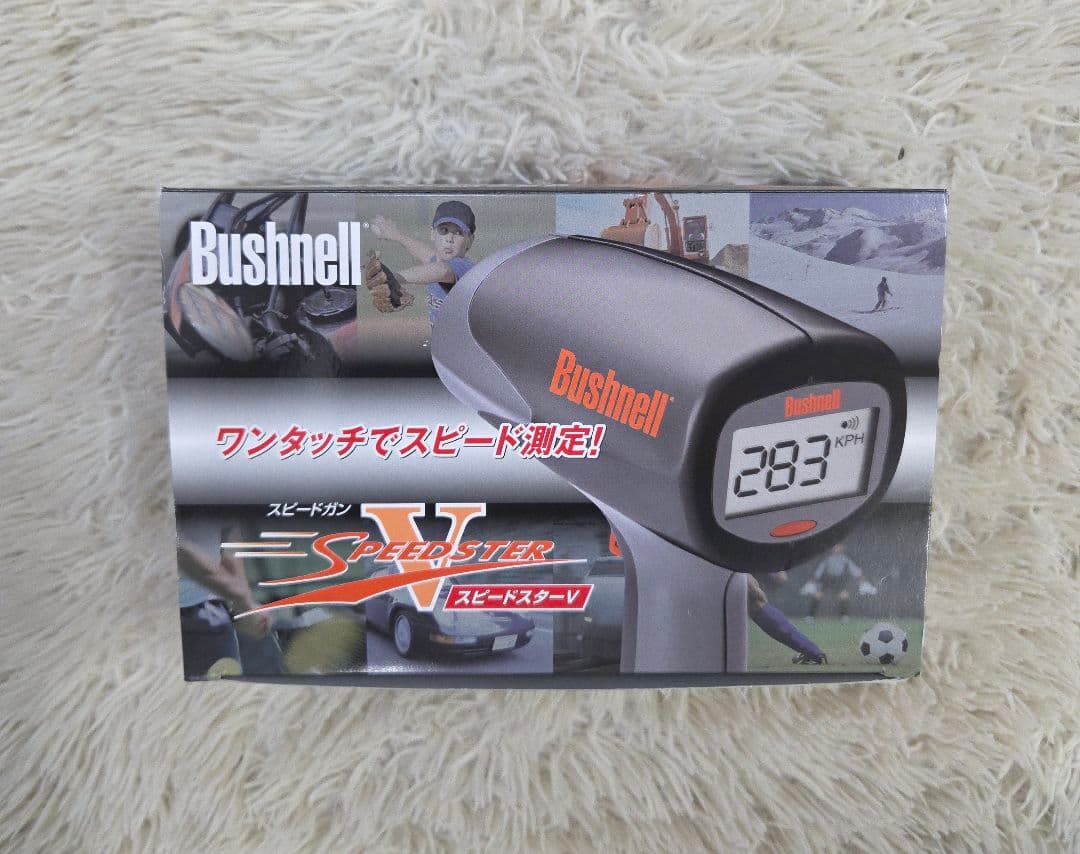 Bushnell
Bushnell
Bushnell
283
KPH
ワンタッチでスピード測定!
スピードガン
V
SPEEDSTER
スピードスターV